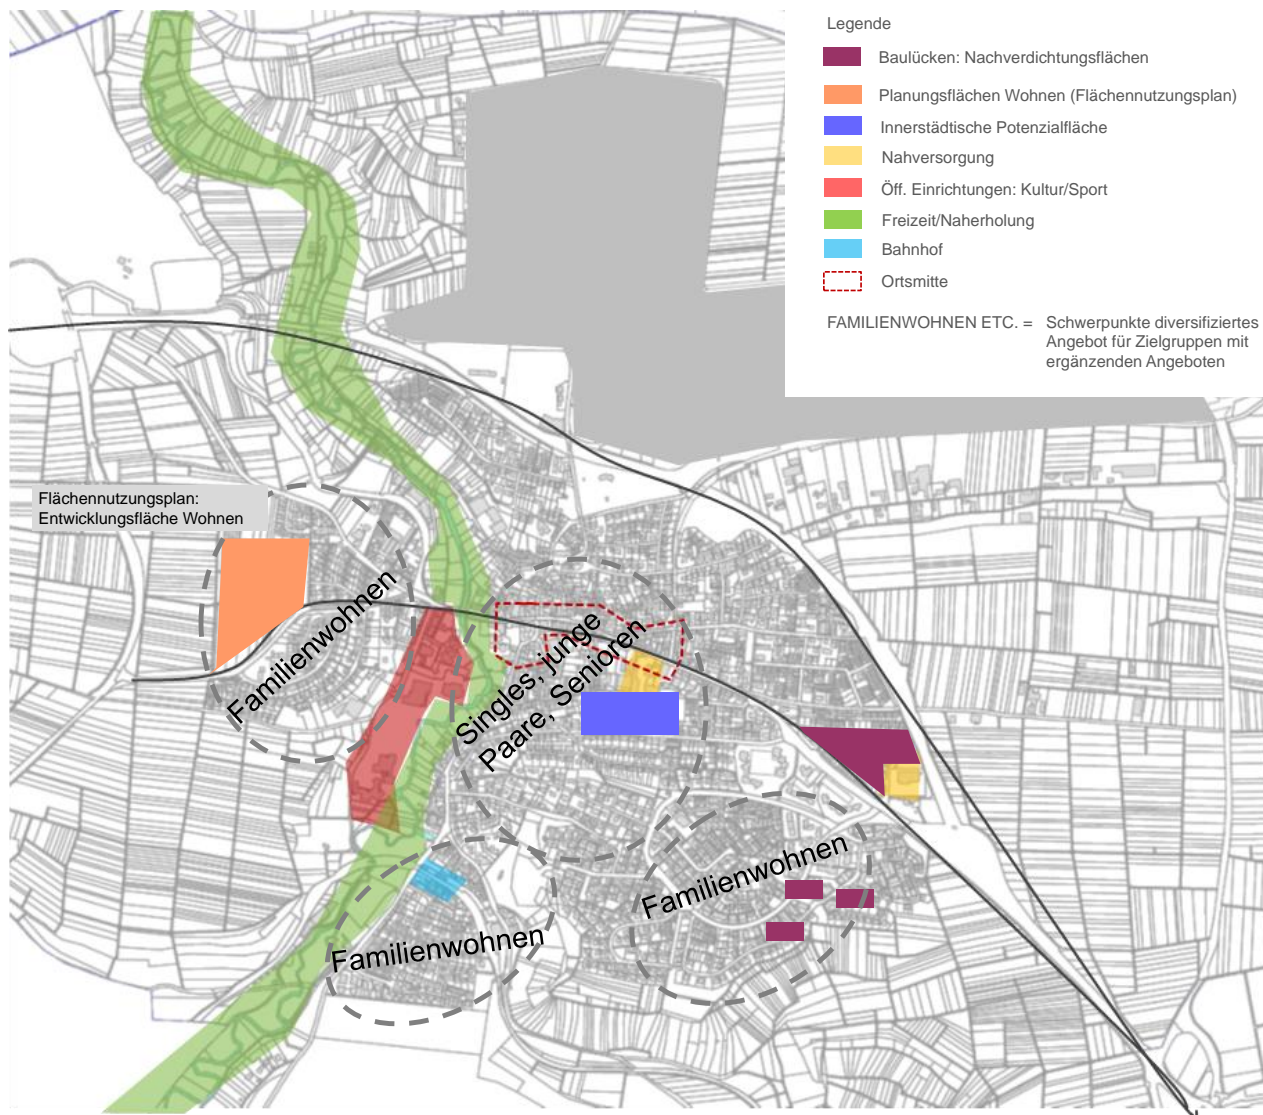 Legende
Baulücken: Nachverdichtungsflächen
Planungsflächen Wohnen (Flächennutzungsplan)
Innerstädtische Potenzialfläche
Nahversorgung
Öff. Einrichtungen: Kultur/Sport
Freizeit/Naherholung
Bahnhof
Ortsmitte
FAMILIENWOHNEN ETC. = Schwerpunkte diversifiziertes
Angebot für Zielgruppen mit
ergänzenden Angeboten
Flächennutzungsplan:
Entwicklungsfläche Wohnen
Familienwohnen
Singles, junge
Paare, Senioren
Familienwohnen
Familienwohnen